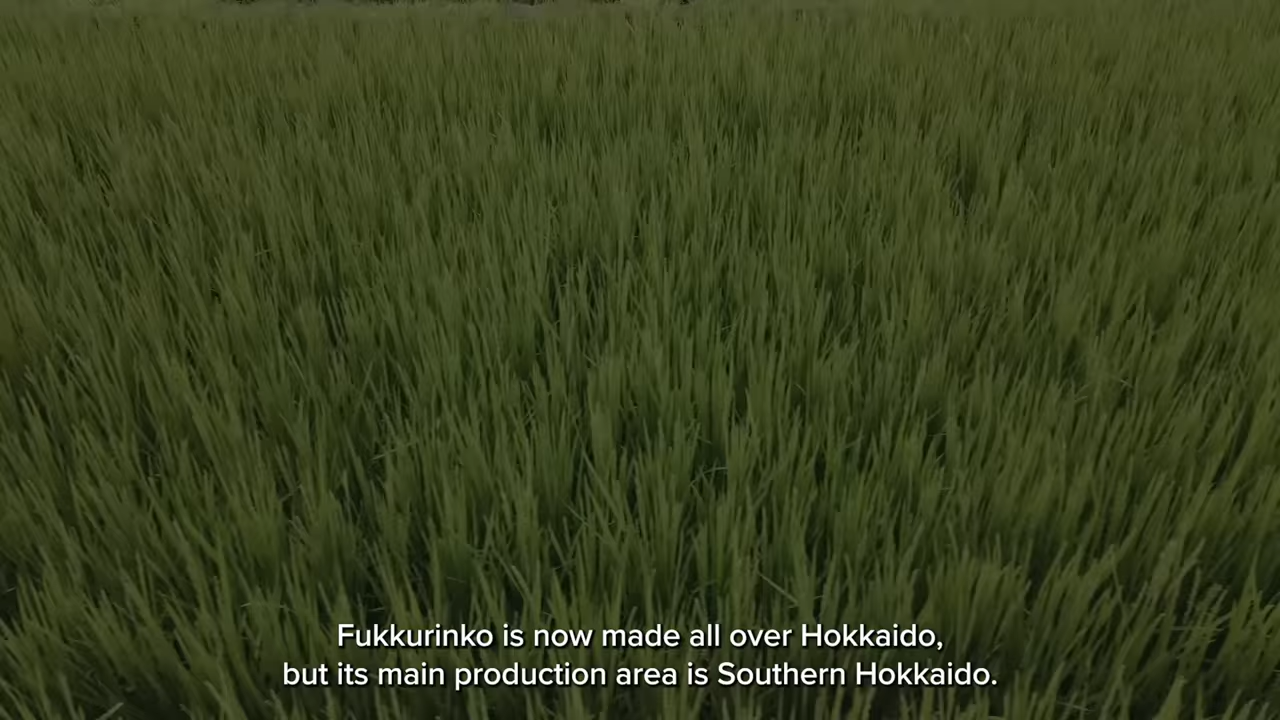 Fukkurinko is now made all over Hokkaido,
but its main production area is Southern Hokkaido.